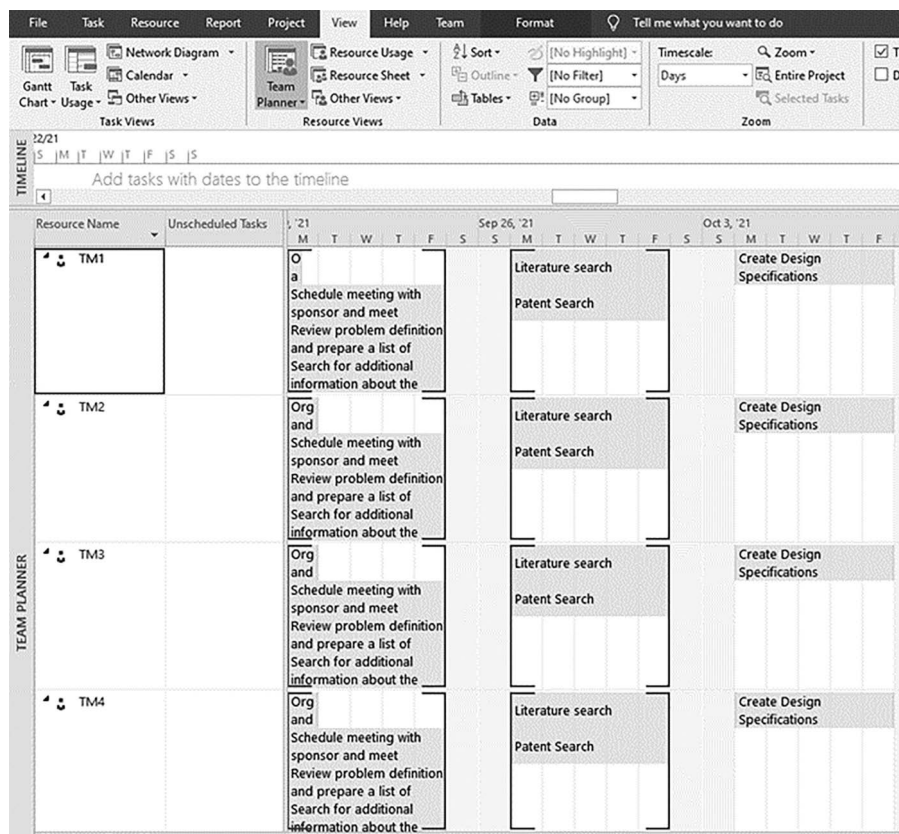 File Task Resource Report Project View Help Team Format Tell me what you want to do
Network Diagram Resource Usage Sort [No Highlight] Timescale: Zoom T
Calendar Resource Sheet Outline [No Filter] Days Entire Project D
Gantt Chart Task Usage Other Views Team Planner Other Views Tables [No Group] Selected Tasks
Task Views Resource Views Data Zoom
TIMELINE
22/21
S M T W T F S S
Add tasks with dates to the timeline
TEAM PLANNER
Resource Name Unscheduled Tasks , '21 Sep 26, '21 Oct 3, '21
M T W T F S S M T W T F S S M T W T F
TM1
O
a
Schedule meeting with
sponsor and meet
Review problem definition
and prepare a list of
Search for additional
information about the
Literature search
Patent Search
Create Design
Specifications
TM2
Org
and
Schedule meeting with
sponsor and meet
Review problem definition
and prepare a list of
Search for additional
information about the
Literature search
Patent Search
Create Design
Specifications
TM3
Org
and
Schedule meeting with
sponsor and meet
Review problem definition
and prepare a list of
Search for additional
information about the
Literature search
Patent Search
Create Design
Specifications
TM4
Org
and
Schedule meeting with
sponsor and meet
Review problem definition
and prepare a list of
Search for additional
information about the
Literature search
Patent Search
Create Design
Specifications